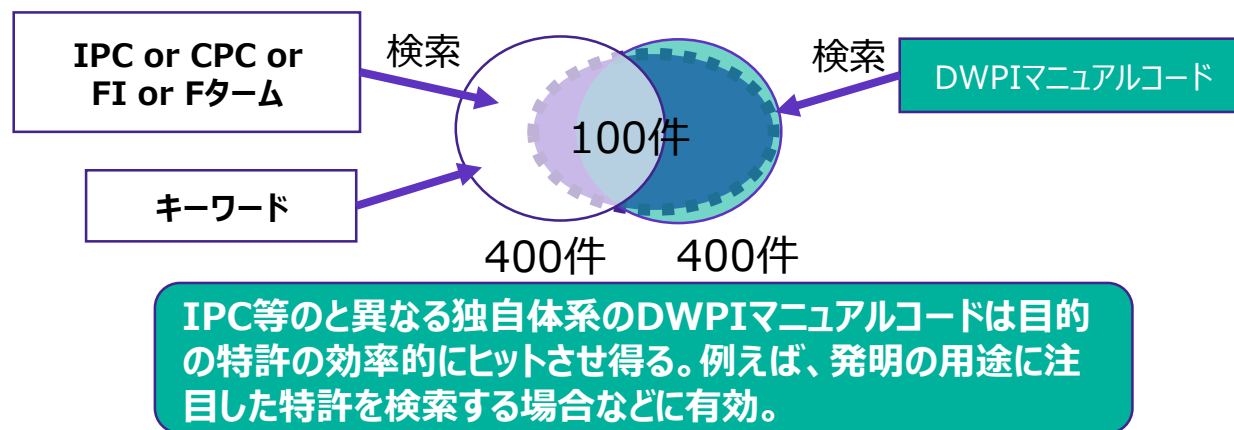 IPC or CPC or
FI or Fターム
検索
検索
DWPIマニュアルコード
100件
キーワード
400件
400件
IPC等のと異なる独自体系のDWPIマニュアルコードは目的
の特許の効率的にヒットさせ得る。例えば、発明の用途に注
目した特許を検索する場合などに有効。